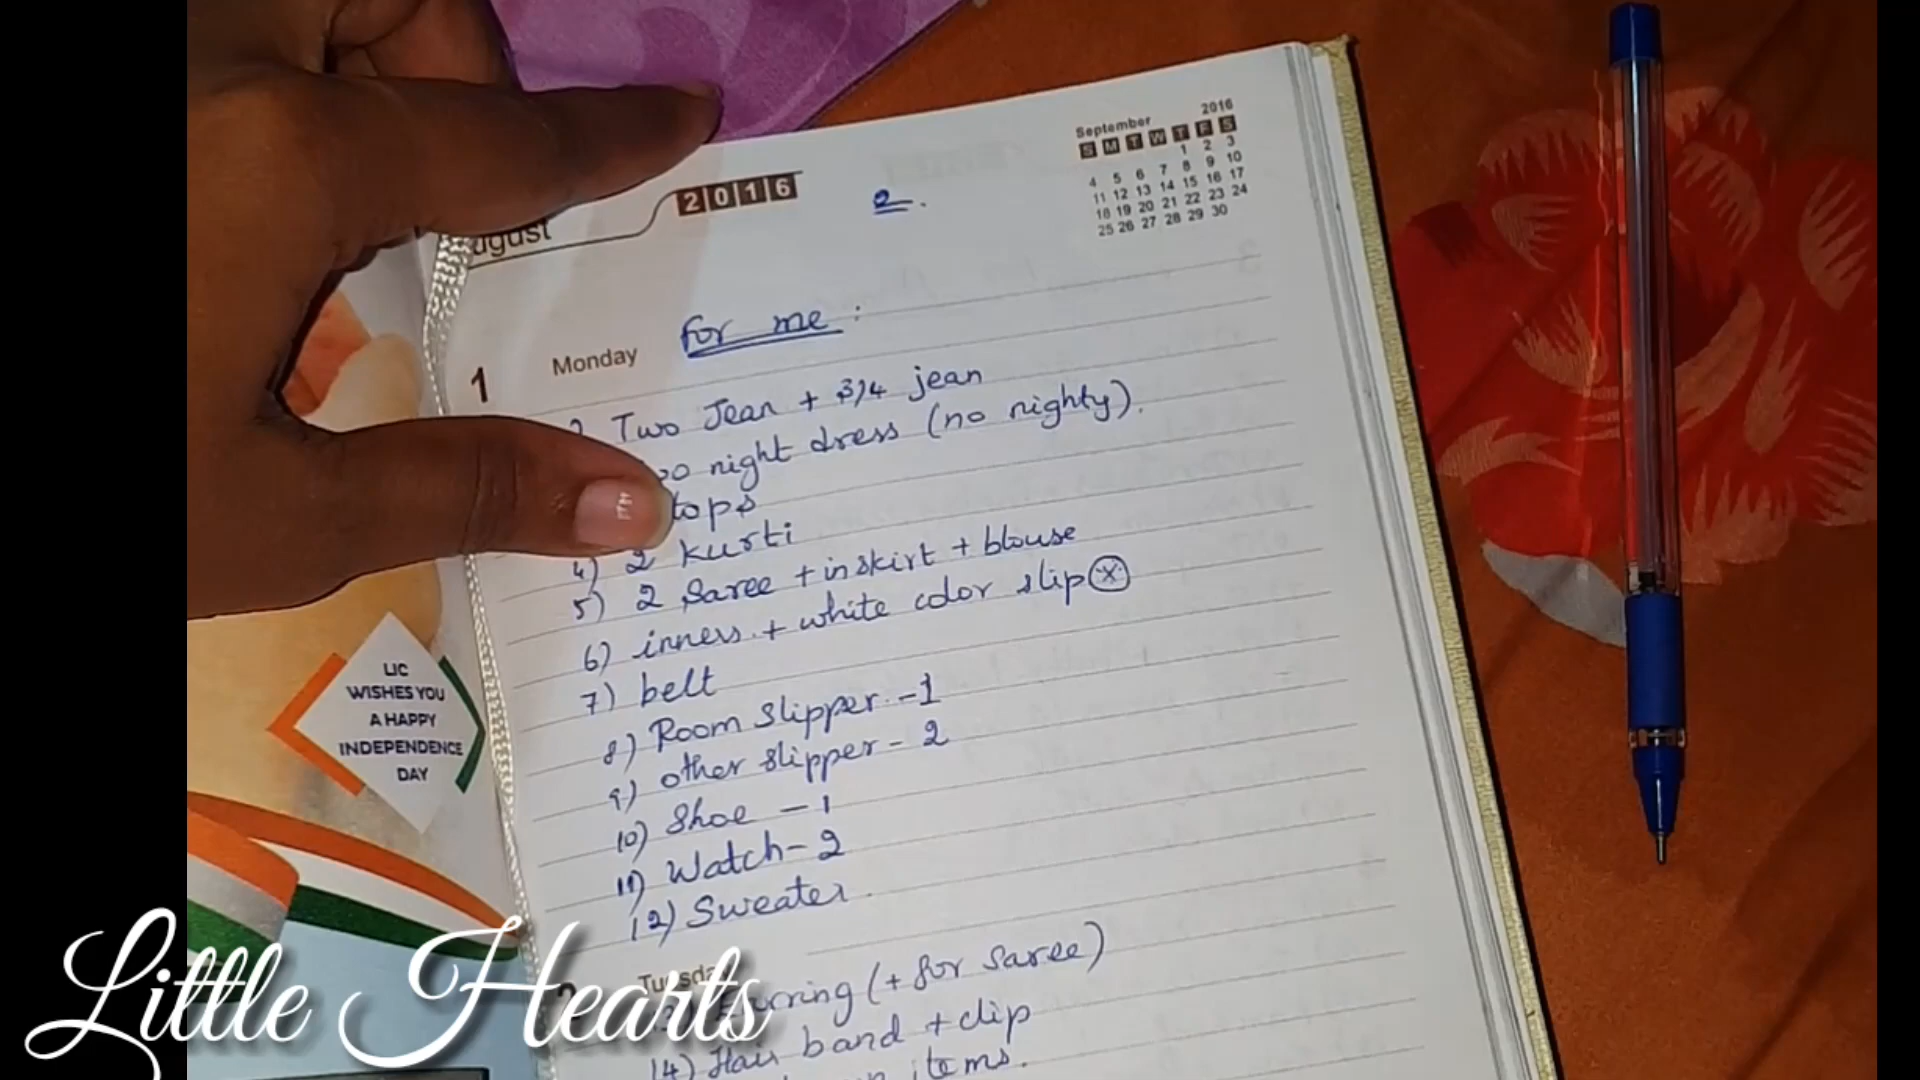 September 2016
S M T W T F S
1 2 3
4 5 6 7 8 9 10
11 12 13 14 15 16 17
18 19 20 21 22 23 24
25 26 27 28 29 30
2016
2.
ugust
for me :
1 Monday
Two Jean + 3/4 jean
night dress (no nighty).
tops
4) 2 kurti
5) 2 Saree + inskirt + blouse
6) inners + white color slip
7) belt
8) Room slipper - 1
9) other slipper - 2
10) Shoe - 1
11) Watch - 2
12) Sweater.
Tuesday
(+ for saree)
14) Hair band + clip
items.
LIC
WISHES YOU
A HAPPY
INDEPENDENCE
DAY
Little Hearts